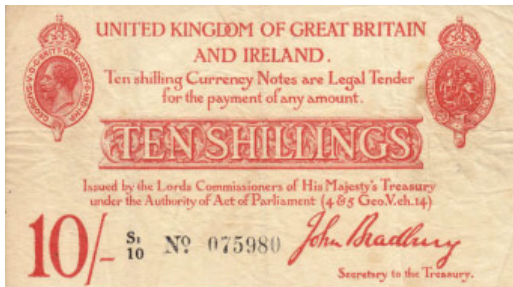 UNITED KINGDOM OF GREAT BRITAIN
AND IRELAND.
Ten shilling Currency Notes are Legal Tender
for the payment of any amount.
TEN SHILLINGS
Issued by the Lords Commissioners of His Majesty's Treasury
under the Authority of Act of Parliament (4 & 5 Geo.V.ch.14)
10/- S1/10 Nº 075980 John Bradbury
Secretary to the Treasury.